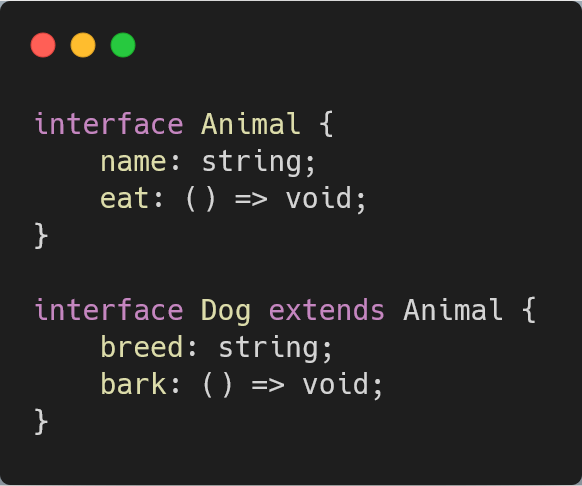 interface Animal {
    name: string;
    eat: () => void;
}

interface Dog extends Animal {
    breed: string;
    bark: () => void;
}